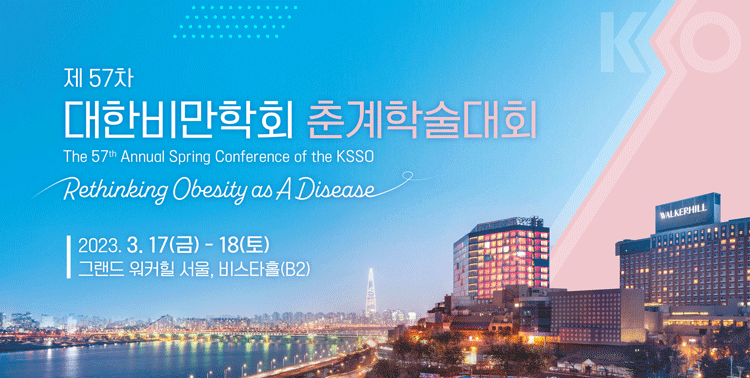 KSSO
제 57차
대한비만학회 춘계학술대회
The 57th Annual Spring Conference of the KSSO
Rethinking Obesity as A Disease
2023. 3. 17(금) - 18(토)
그랜드 워커힐 서울, 비스타홀(B2)
WALKERHILL